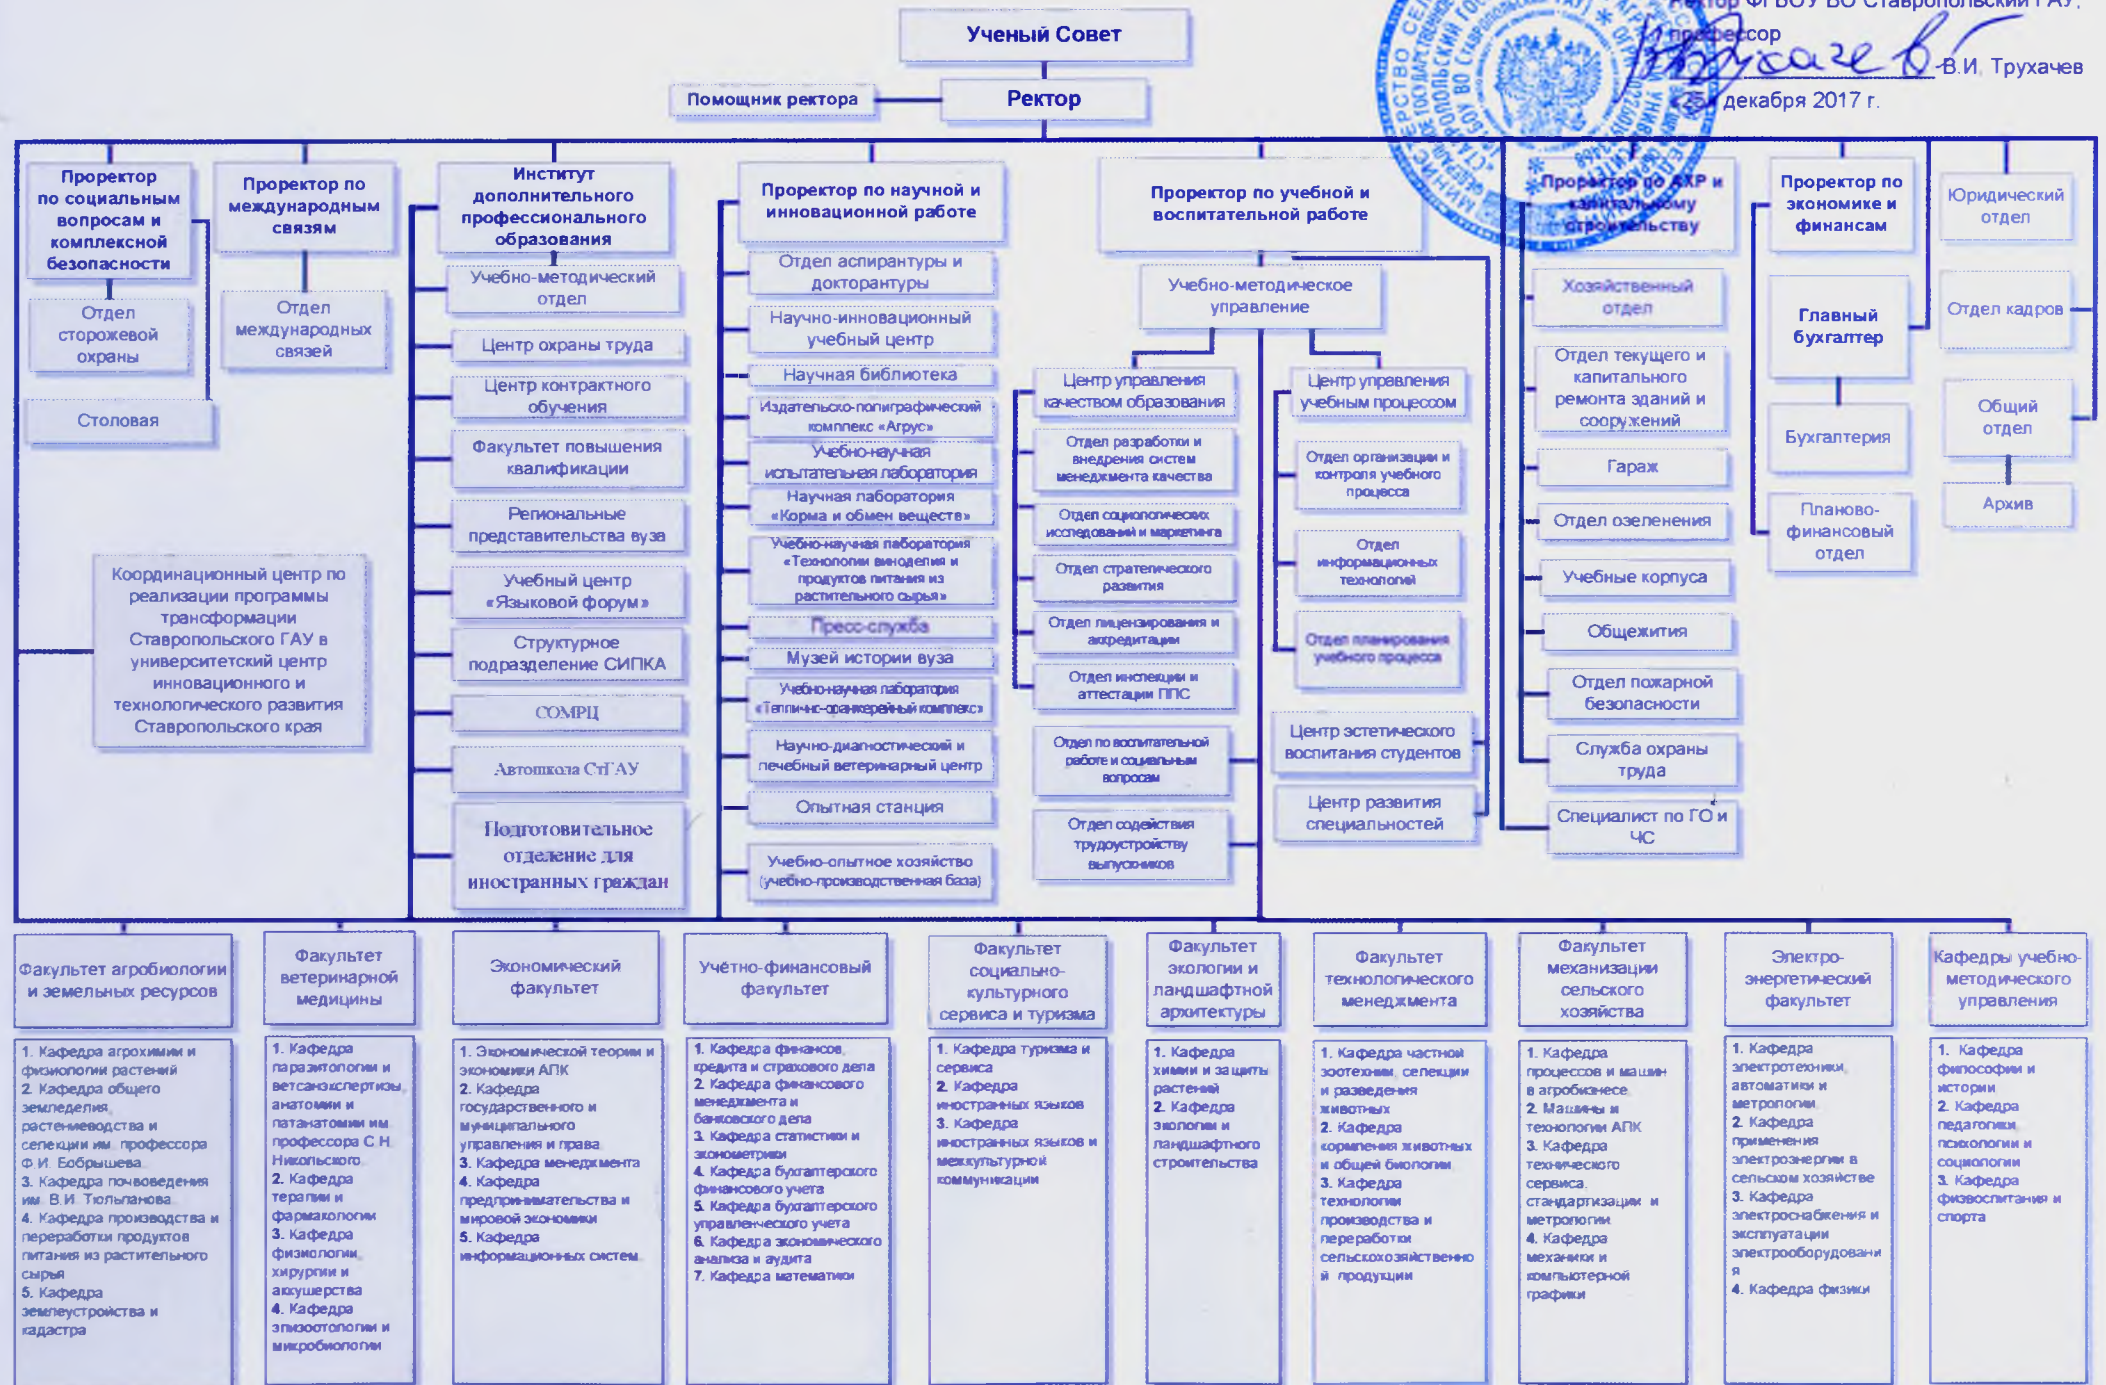 Ректор ФГБОУ ВО Ставропольский ГАУ,
профессор
В.И. Трухачев
«25» декабря 2017 г.
Ученый Совет
Помощник ректора
Ректор
Проректор
по социальным
вопросам и
комплексной
безопасности
Отдел
сторожевой
охраны
Столовая
Проректор по
международным
связям
Отдел
международных
связей
Координационный центр по
реализации программы
трансформации
Ставропольского ГАУ в
университетский центр
инновационного и
технологического развития
Ставропольского края
Институт
дополнительного
профессионального
образования
Учебно-методический
отдел
Центр охраны труда
Центр контрактного
обучения
Факультет повышения
квалификации
Региональные
представительства вуза
Учебный центр
«Языковой форум»
Структурное
подразделение СИПКА
СОМРЦ
Автошкола СтГАУ
Подготовительное
отделение для
иностранных граждан
Проректор по научной и
инновационной работе
Отдел аспирантуры и
докторантуры
Научно-инновационный
учебный центр
Научная библиотека
Издательско-полиграфический
комплекс «Агрус»
Учебно-научная
испытательная лаборатория
Научная лаборатория
«Корма и обмен веществ»
Учебно-научная лаборатория
«Технологии виноделия и
продуктов питания из
растительного сырья»
Пресс-служба
Музей истории вуза
Учебно-научная лаборатория
«Теплично-оранжерейный комплекс»
Научно-диагностический и
лечебный ветеринарный центр
Опытная станция
Учебно-опытное хозяйство
(учебно-производственная база)
Проректор по учебной и
воспитательной работе
Учебно-методическое
управление
Центр управления
качеством образования
Отдел разработки и
внедрения систем
менеджмента качества
Отдел социологических
исследований и маркетинга
Отдел стратегического
развития
Отдел лицензирования и
аккредитации
Отдел инспекции и
аттестации ППС
Отдел по воспитательной
работе и социальным
вопросам
Отдел содействия
трудоустройству
выпускников
Центр управления
учебным процессом
Отдел организации и
контроля учебного
процесса
Отдел
информационных
технологий
Отдел планирования
учебного процесса
Центр эстетического
воспитания студентов
Центр развития
специальностей
Проректор по АХР и
капитальному
строительству
Хозяйственный
отдел
Отдел текущего и
капитального
ремонта зданий и
сооружений
Гараж
Отдел озеленения
Учебные корпуса
Общежития
Отдел пожарной
безопасности
Служба охраны
труда
Специалист по ГО и
ЧС
Проректор по
экономике и
финансам
Главный
бухгалтер
Бухгалтерия
Планово-
финансовый
отдел
Юридический
отдел
Отдел кадров
Общий
отдел
Архив
Факультет агробиологии
и земельных ресурсов
1. Кафедра агрохимии и
физиологии растений
2. Кафедра общего
земледелия,
растениеводства и
селекции им. профессора
Ф.И. Бобрышева
3. Кафедра почвоведения
им. В.И. Тюльпанова
4. Кафедра производства и
переработки продуктов
питания из растительного
сырья
5. Кафедра
землеустройства и
кадастра
Факультет
ветеринарной
медицины
1. Кафедра
паразитологии и
ветсанэкспертизы,
анатомии и
патанатомии им.
профессора С.Н.
Никольского
2. Кафедра
терапии и
фармакологии
3. Кафедра
физиологии,
хирургии и
акушерства
4. Кафедра
эпизоотологии и
микробиологии
Экономический
факультет
1. Экономической теории и
экономики АПК
2. Кафедра
государственного и
муниципального
управления и права
3. Кафедра менеджмента
4. Кафедра
предпринимательства и
мировой экономики
5. Кафедра
информационных систем
Учётно-финансовый
факультет
1. Кафедра финансов,
кредита и страхового дела
2. Кафедра финансового
менеджмента и
банковского дела
3. Кафедра статистики и
эконометрики
4. Кафедра бухгалтерского
финансового учета
5. Кафедра бухгалтерского
управленческого учета
6. Кафедра экономического
анализа и аудита
7. Кафедра математики
Факультет
социально-
культурного
сервиса и туризма
1. Кафедра туризма и
сервиса
2. Кафедра
иностранных языков
3. Кафедра
иностранных языков и
межкультурной
коммуникации
Факультет
экологии и
ландшафтной
архитектуры
1. Кафедра
химии и защиты
растений
2. Кафедра
экологии и
ландшафтного
строительства
Факультет
технологического
менеджмента
1. Кафедра частной
зоотехнии, селекции
и разведения
животных
2. Кафедра
кормления животных
и общей биологии
3. Кафедра
технологии
производства и
переработки
сельскохозяйственно
й продукции
Факультет
механизации
сельского
хозяйства
1. Кафедра
процессов и машин
в агробизнесе
2. Машины и
технологии АПК
3. Кафедра
технического
сервиса,
стандартизации и
метрологии
4. Кафедра
механики и
компьютерной
графики
Электро-
энергетический
факультет
1. Кафедра
электротехники,
автоматики и
метрологии
2. Кафедра
применения
электроэнергии в
сельском хозяйстве
3. Кафедра
электроснабжения и
эксплуатации
электрооборудовани
я
4. Кафедра физики
Кафедры учебно-
методического
управления
1. Кафедра
философии и
истории
2. Кафедра
педагогики,
психологии и
социологии
3. Кафедра
физвоспитания и
спорта